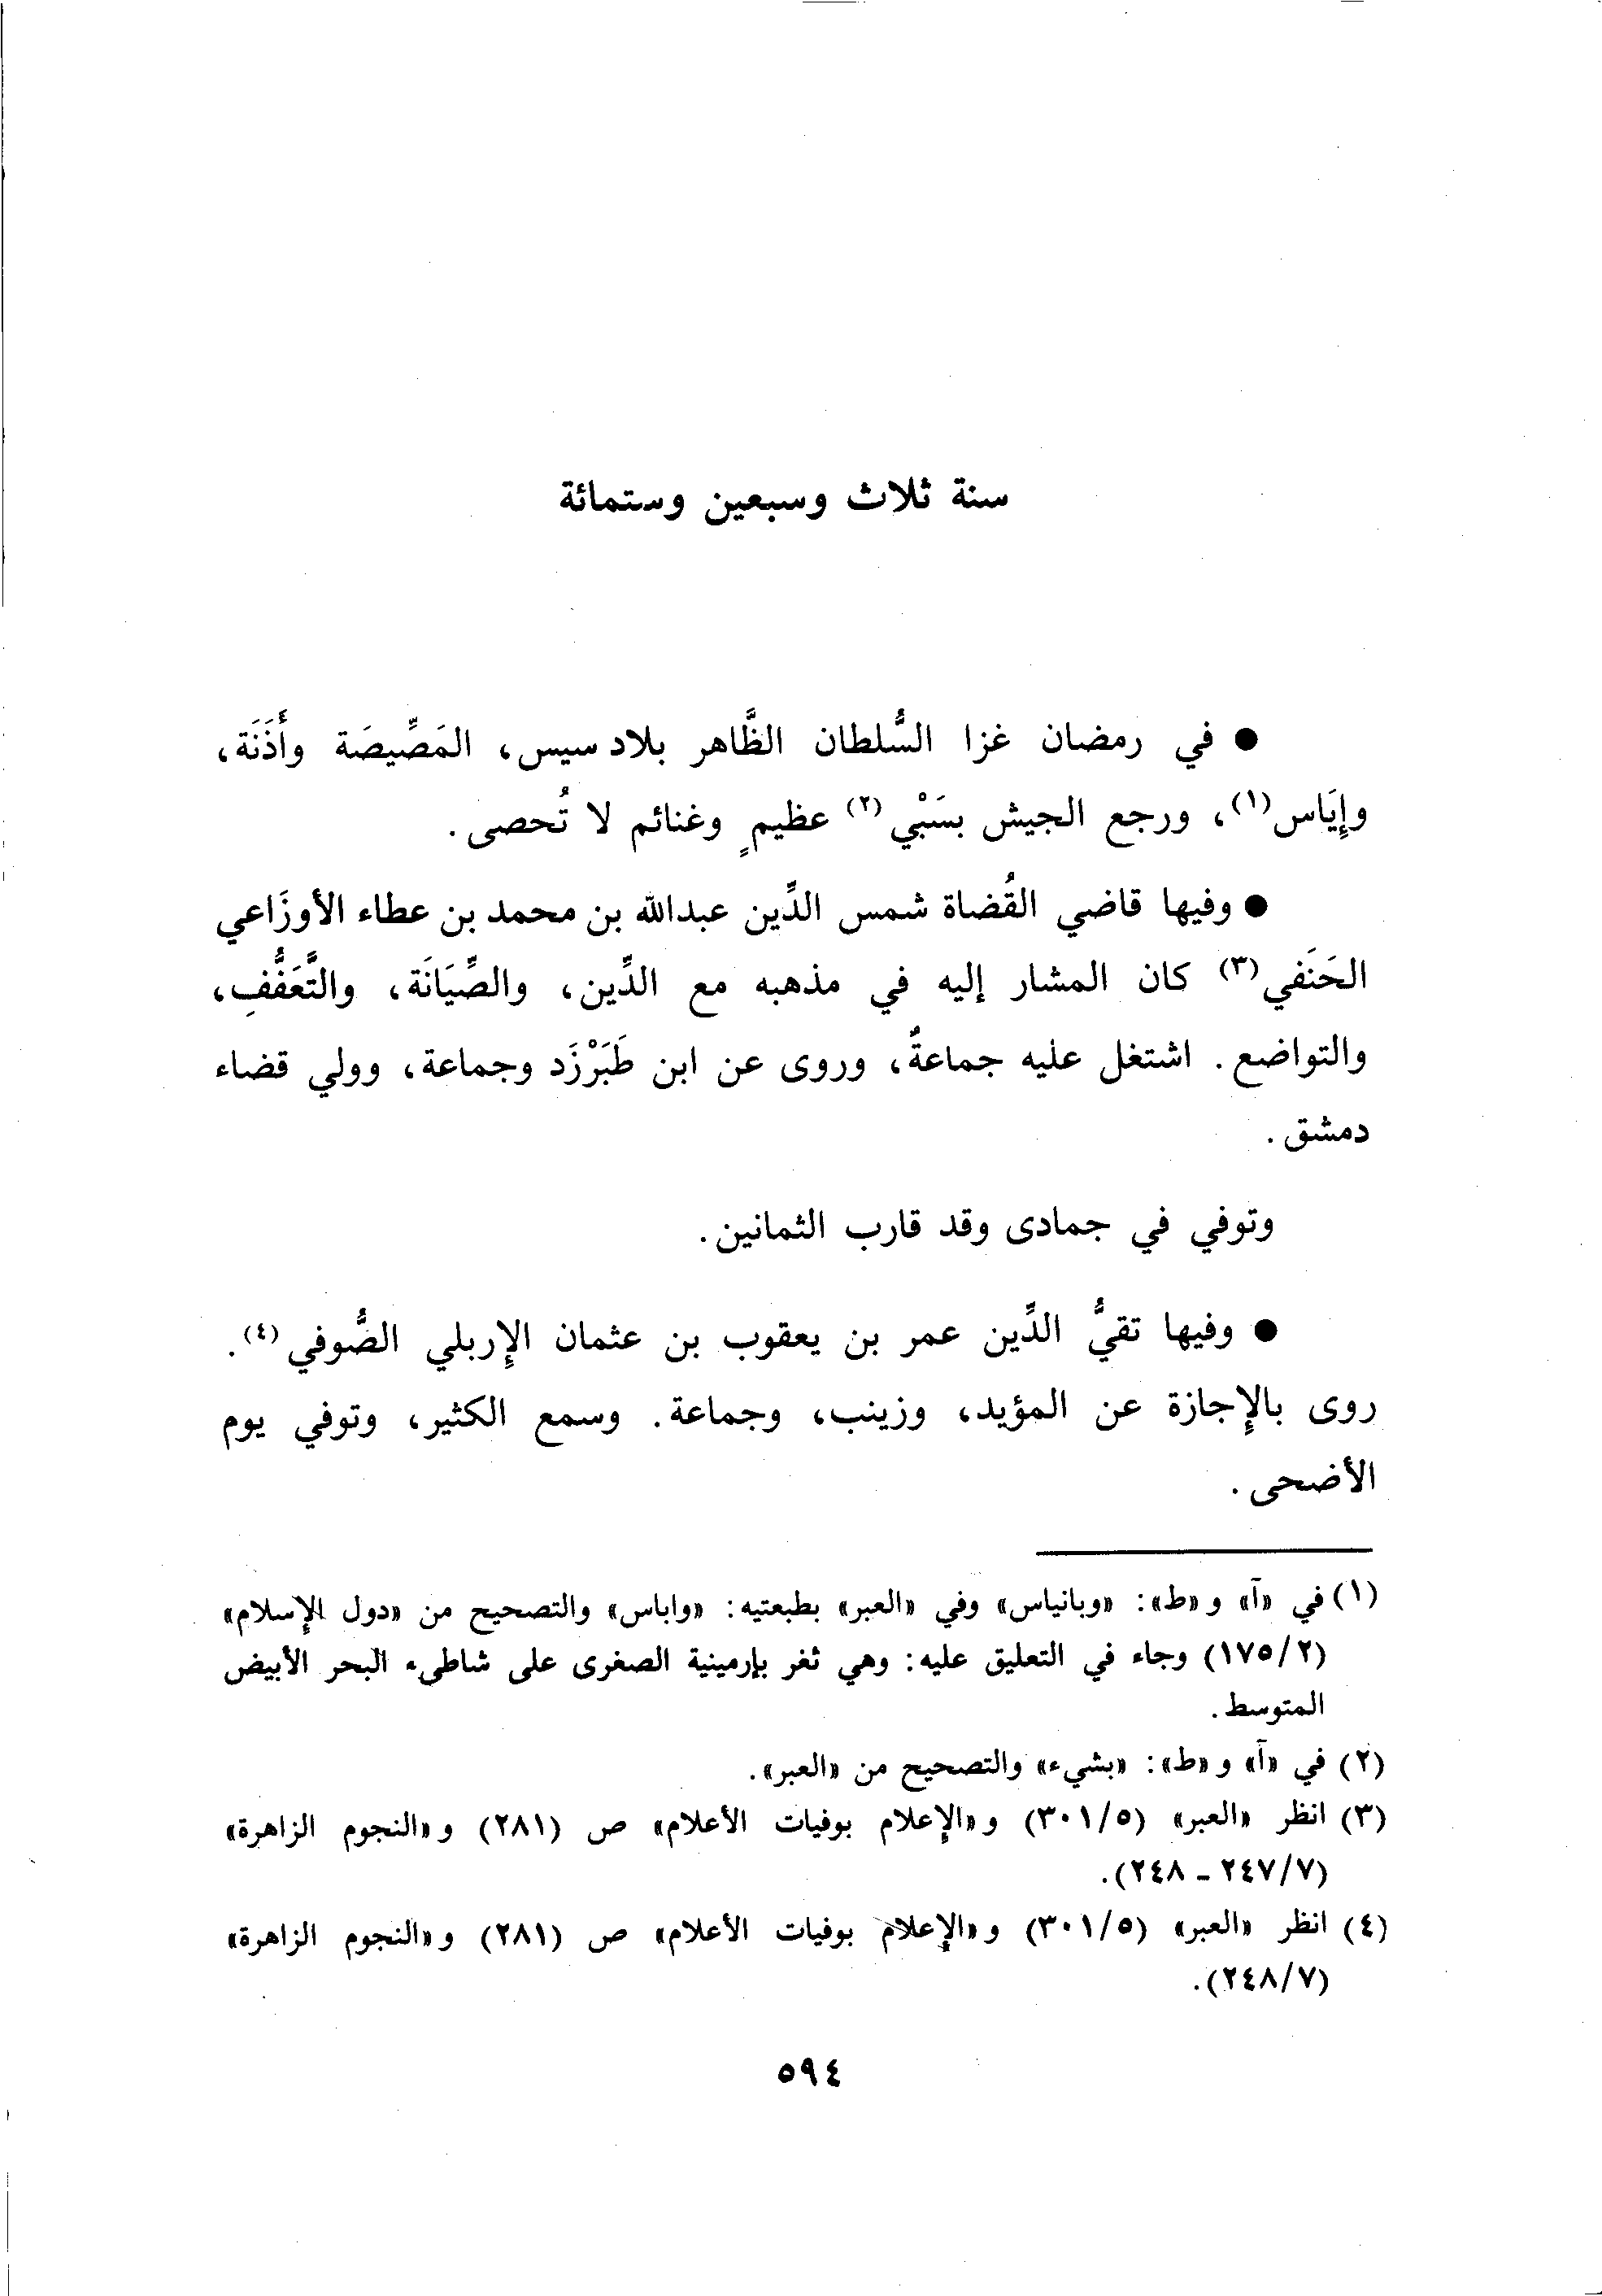 سنة ثلاث وسبعين وستمائة
● في رمضان غزا السُّلطان الظَّاهر بلاد سيس، المَصِّيصَة وأَذَنَة،
وإِيَاس(١)، ورجع الجيش بسَبْي(٢) عظيمٍ وغنائم لا تُحصى.
● وفيها قاضي القُضاة شمس الدِّين عبدالله بن محمد بن عطاء الأوزَاعي
الحَنَفي(٣) كان المشار إليه في مذهبه مع الدِّين، والصِّيَانَة، والتَّعَفُّفِ،
والتواضع. اشتغل عليه جماعةٌ، وروى عن ابن طَبَرْزَد وجماعة، وولي قضاء
دمشق.
وتوفي في جمادى وقد قارب الثمانين.
● وفيها تقيُّ الدِّين عمر بن يعقوب بن عثمان الإربلي الصُّوفي(٤).
روى بالإجازة عن المؤيد، وزينب، وجماعة. وسمع الكثير، وتوفي يوم
الأضحى.
(١) في «آ» و«ط»: «وبانياس» وفي «العبر» بطبعتيه: «واباس» والتصحيح من «دول الإسلام»
(١٧٥/٢) وجاء في التعليق عليه: وهي ثغر بإرمينية الصغرى على شاطىء البحر الأبيض
المتوسط.
(٢) في «آ» و«ط»: «بشيء» والتصحيح من «العبر».
(٣) انظر «العبر» (٣٠١/٥) و«الإعلام بوفيات الأعلام» ص (٢٨١) و«النجوم الزاهرة»
(٢٤٧/٧ - ٢٤٨).
(٤) انظر «العبر» (٣٠١/٥) و«الإعلام بوفيات الأعلام» ص (٢٨١) و«النجوم الزاهرة»
(٢٤٨/٧).
٥٩٤